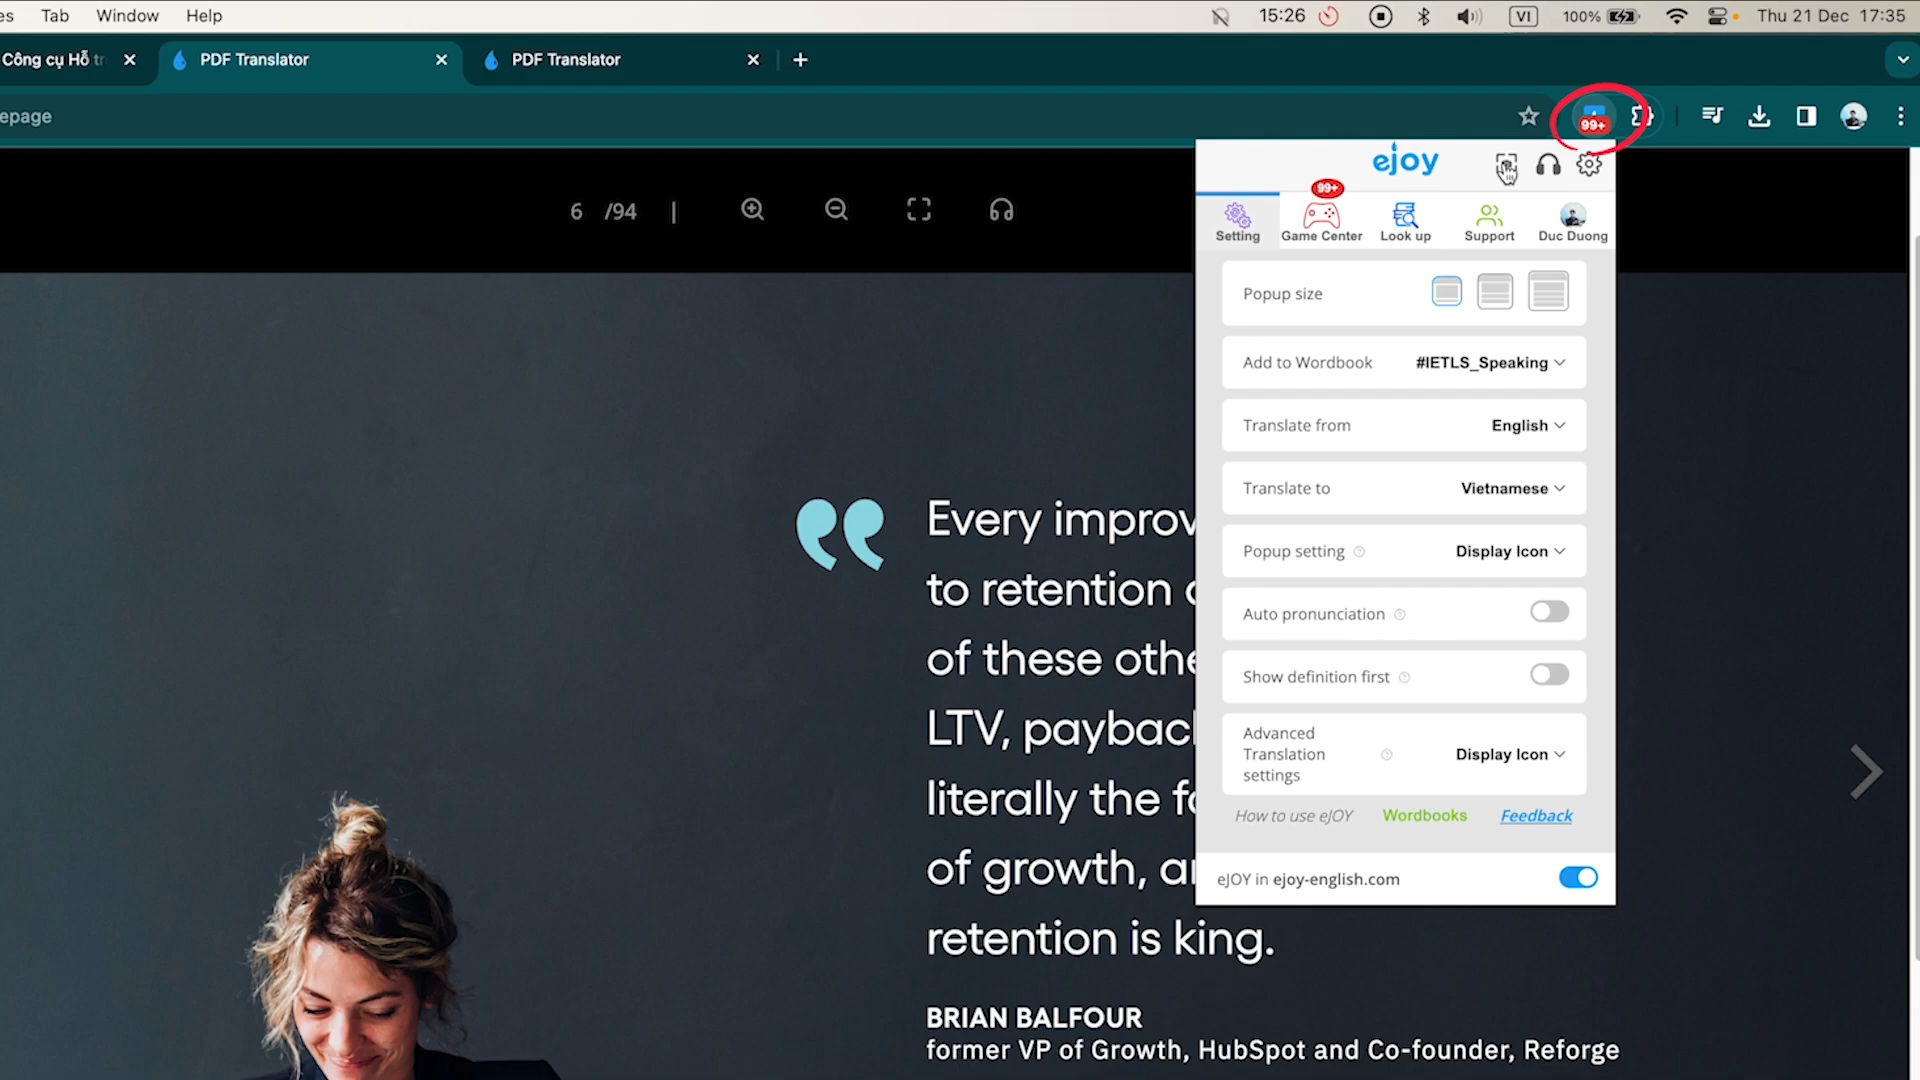 es Tab Window Help 15:26 VI 100% Thu 21 Dec 17:35
Công cụ Hỗ tr PDF Translator PDF Translator
epage
99+
ejoy
6 /94 |
99+
Setting Game Center Look up Support Duc Duong
Popup size
Add to Wordbook #IETLS_Speaking
Translate from English
Translate to Vietnamese
Popup setting Display Icon
Auto pronunciation
Show definition first
Advanced
Translation
settings
Display Icon
How to use eJOY Wordbooks Feedback
eJOY in ejoy-english.com
Every improv
to retention
of these othe
LTV, payback
literally the fo
of growth, an
retention is king.
BRIAN BALFOUR
former VP of Growth, HubSpot and Co-founder, Reforge